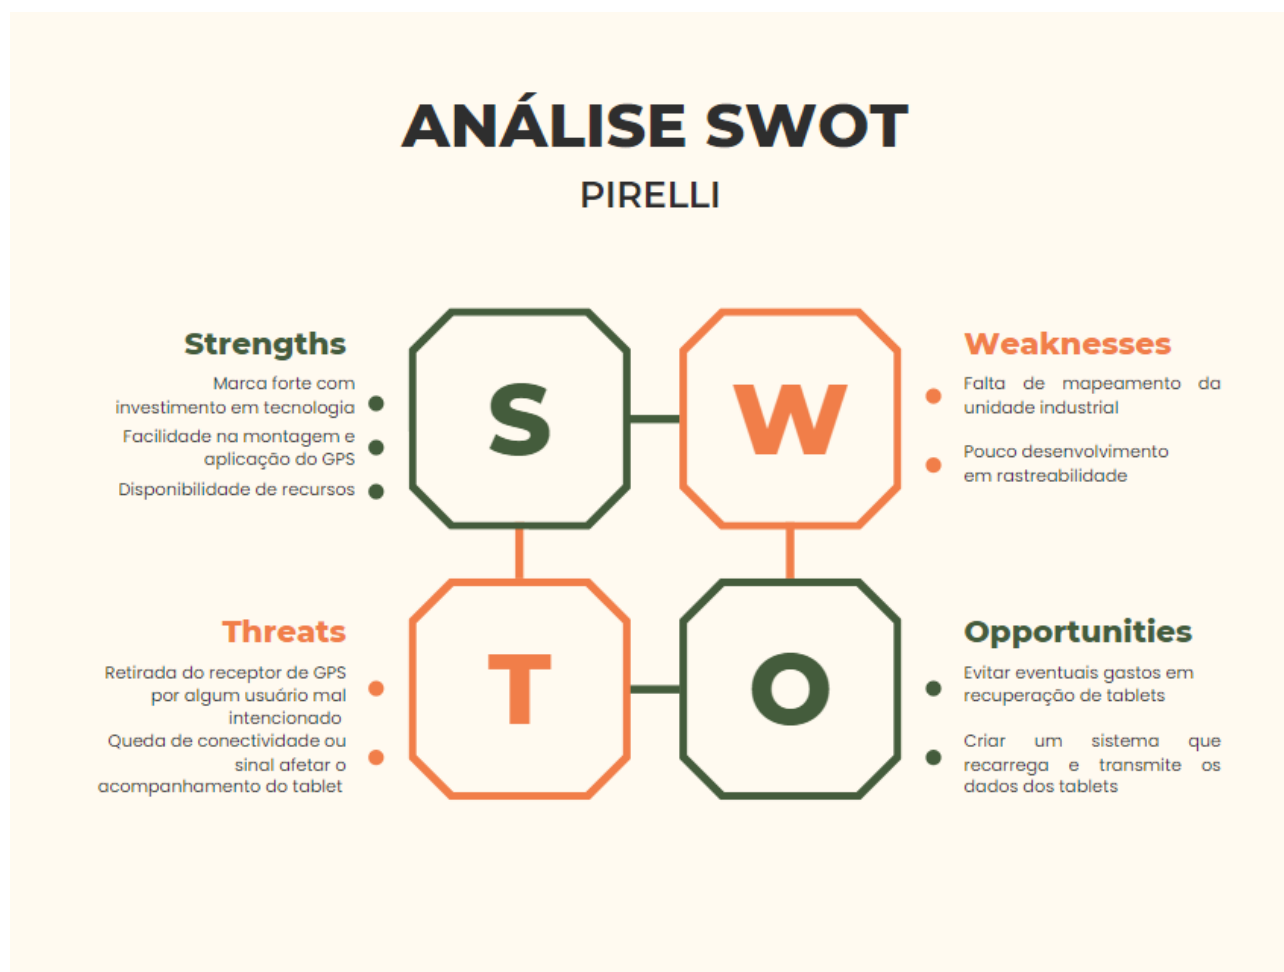 ANÁLISE SWOT
PIRELLI
Strengths
Marca forte com
investimento em tecnologia
Facilidade na montagem e
aplicação do GPS
Disponibilidade de recursos
S
W
Weaknesses
Falta de mapeamento da
unidade industrial
Pouco desenvolvimento
em rastreabilidade
Threats
Retirada do receptor de GPS
por algum usuário mal
intencionado
Queda de conectividade ou
sinal afetar o
acompanhamento do tablet
T
O
Opportunities
Evitar eventuais gastos em
recuperação de tablets
Criar um sistema que
recarrega e transmite os
dados dos tablets